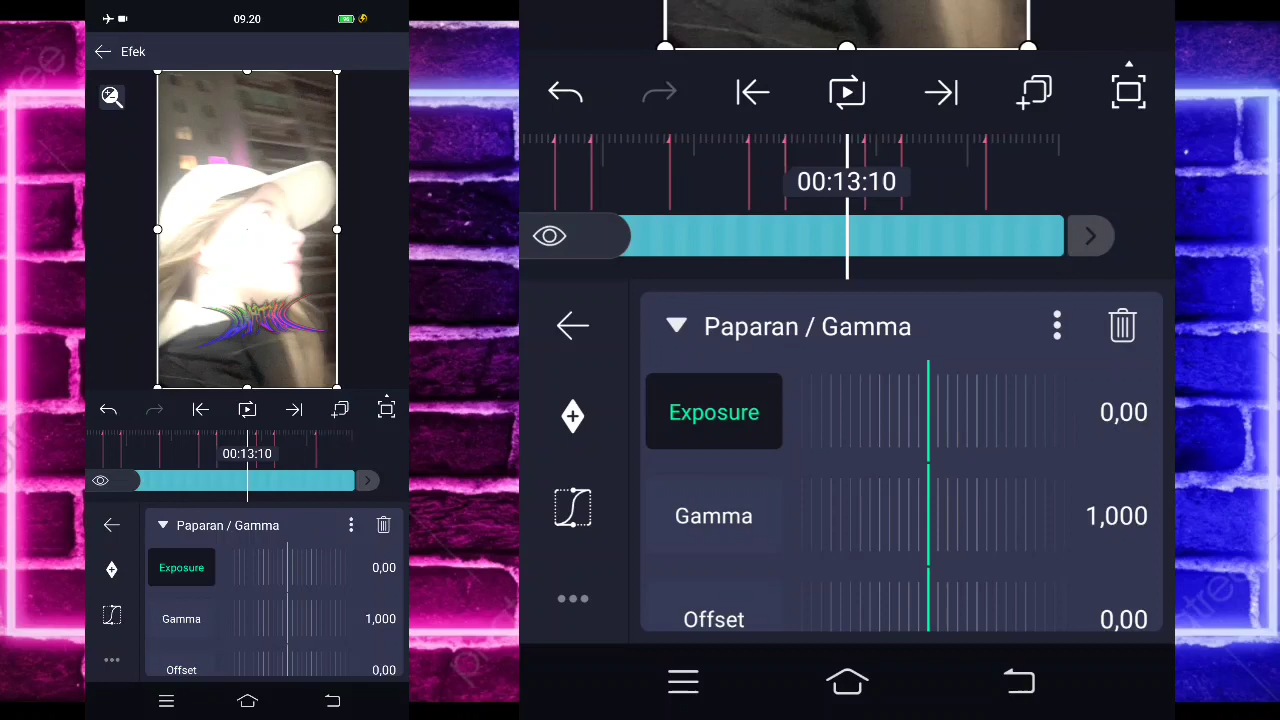 09.20
96
Efek
00:13:10
Paparan / Gamma
Exposure
0,00
Gamma
1,000
Offset
0,00
00:13:10
Paparan / Gamma
Exposure
0,00
Gamma
1,000
Offset
0,00